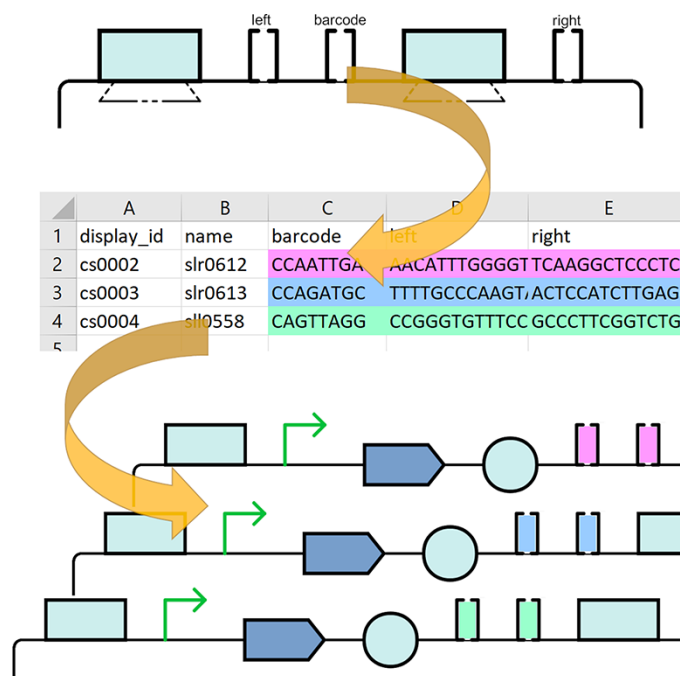 left barcode right
A B C D E
1 display_id name barcode left right
2 cs0002 slr0612 CCAATTGA AACATTTGGGGT TCAAGGCTCCCTC
3 cs0003 slr0613 CCAGATGC TTTTGCCCAAGT ACTCCATCTTGAG
4 cs0004 sll0558 CAGTTAGG CCGGGTGTTTCC GCCCTTCGGTCTG
5